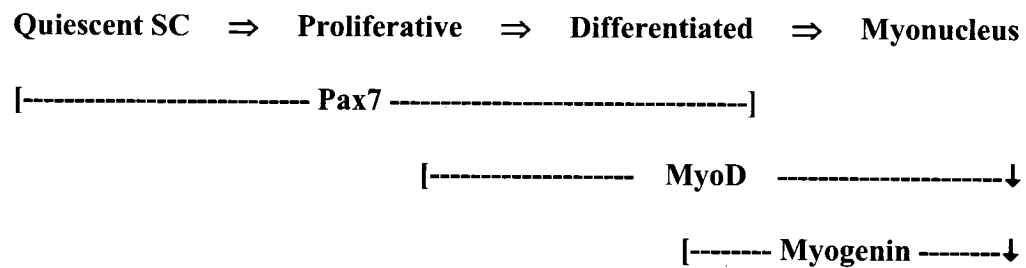 Quiescent SC ⇒ Proliferative ⇒ Differentiated ⇒ Myonucleus
[---------------------------- Pax7 -----------------------------------]
[-------------------- MyoD ----------------------↓
[-------- Myogenin --------↓